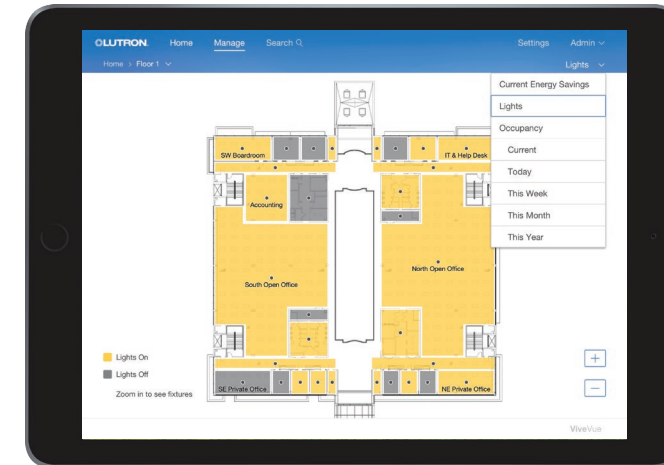 LUTRON
Home Manage Search
Settings Admin
Home > Floor 1
Lights
Current Energy Savings
Lights
Occupancy
Current
Today
This Week
This Month
This Year
SW Boardroom
IT & Help Desk
Accounting
South Open Office
North Open Office
Lights On
Lights Off
Zoom in to see fixtures
SE Private Office
NE Private Office
ViveVue